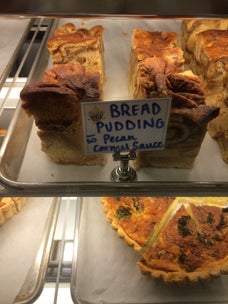 BREAD
PUDDING
w/ Pecan
Caramel Sauce